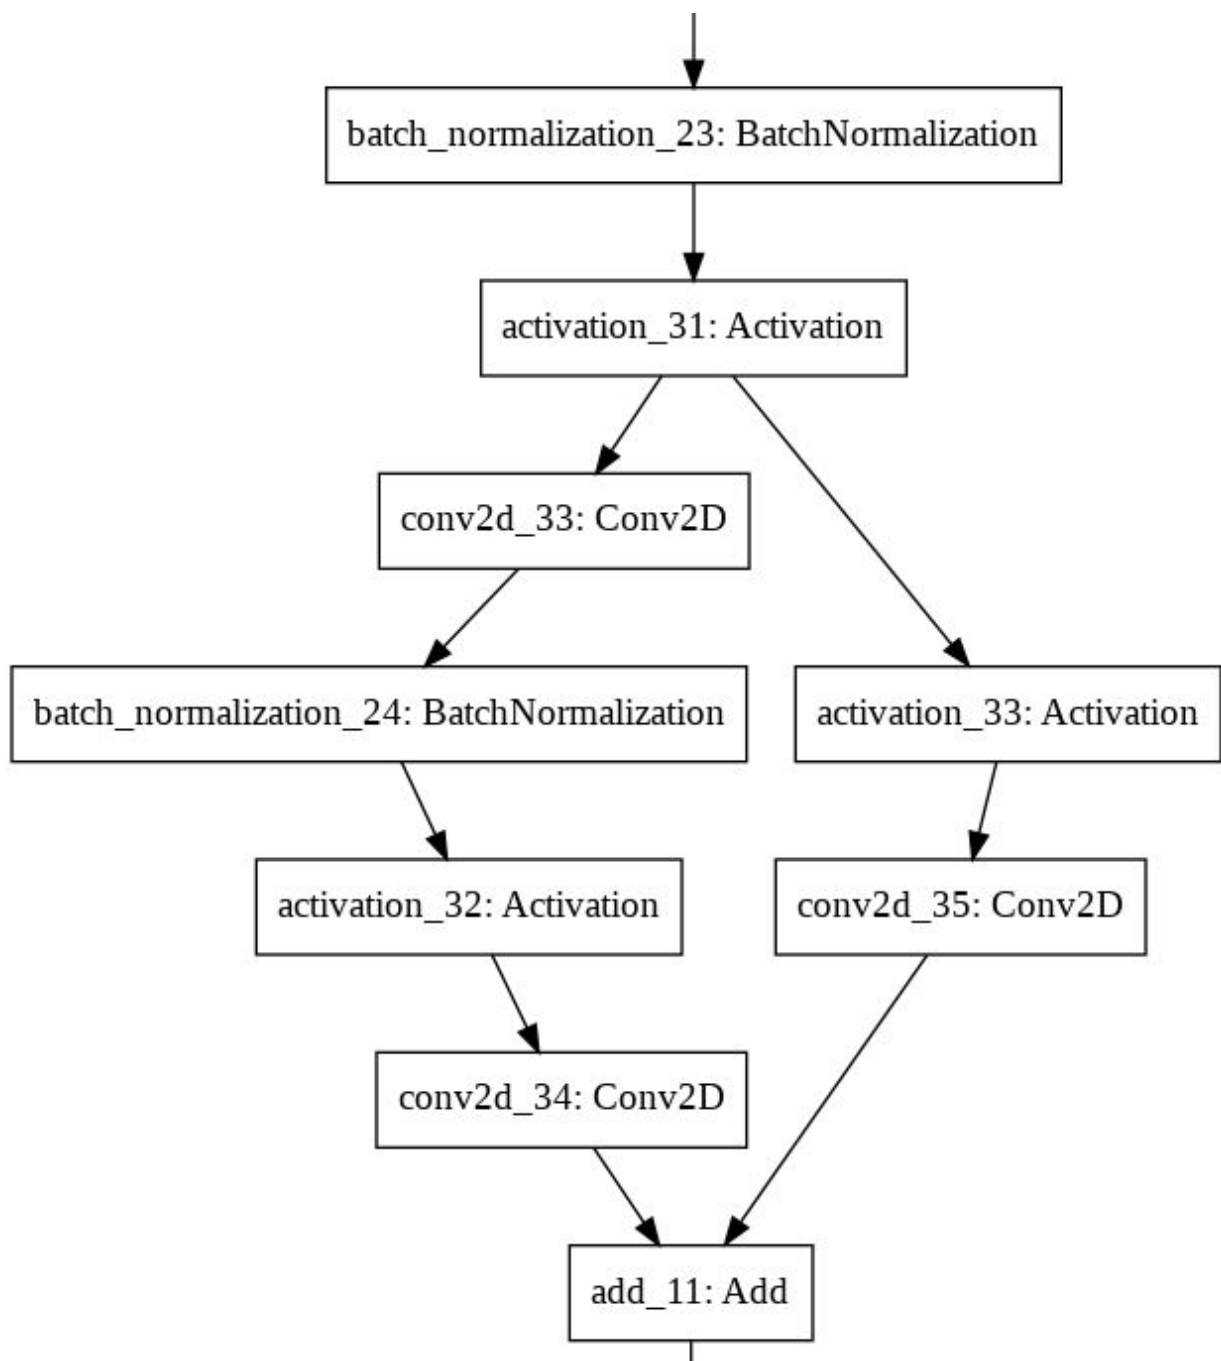 batch_normalization_23: BatchNormalization
activation_31: Activation
conv2d_33: Conv2D
batch_normalization_24: BatchNormalization
activation_33: Activation
activation_32: Activation
conv2d_35: Conv2D
conv2d_34: Conv2D
add_11: Add